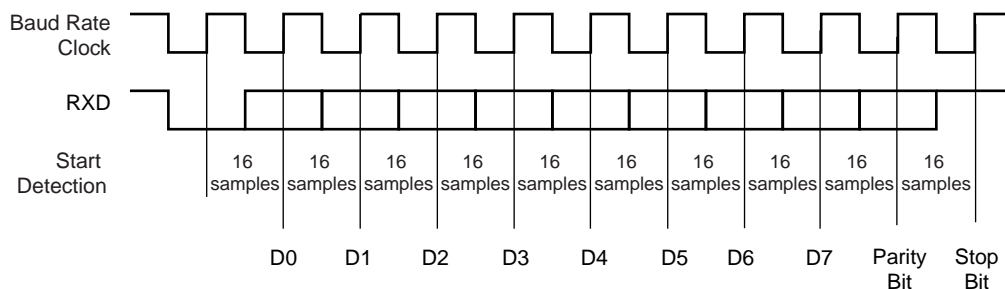 Baud Rate
Clock
RXD
Start
Detection
16
samples
16
samples
16
samples
16
samples
16
samples
16
samples
16
samples
16
samples
16
samples
16
samples
D0
D1
D2
D3
D4
D5
D6
D7
Parity
Bit
Stop
Bit